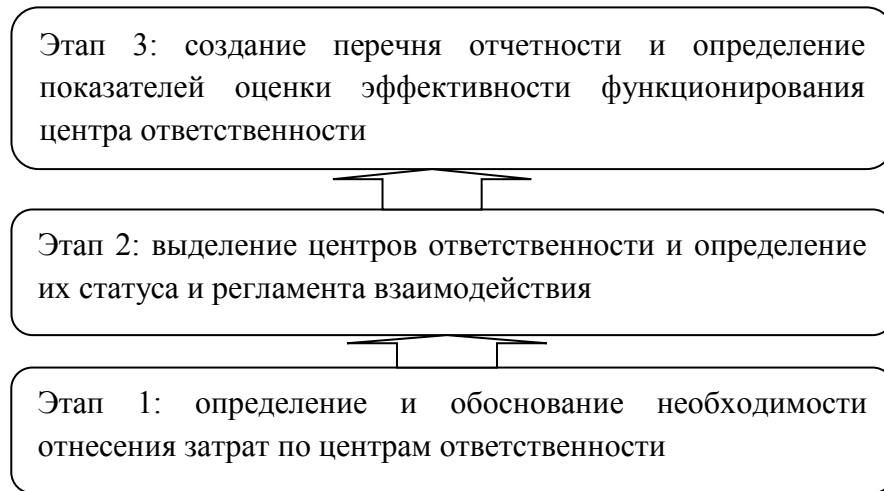 Этап 3: создание перечня отчетности и определение
показателей оценки эффективности функционирования
центра ответственности
Этап 2: выделение центров ответственности и определение
их статуса и регламента взаимодействия
Этап 1: определение и обоснование необходимости
отнесения затрат по центрам ответственности